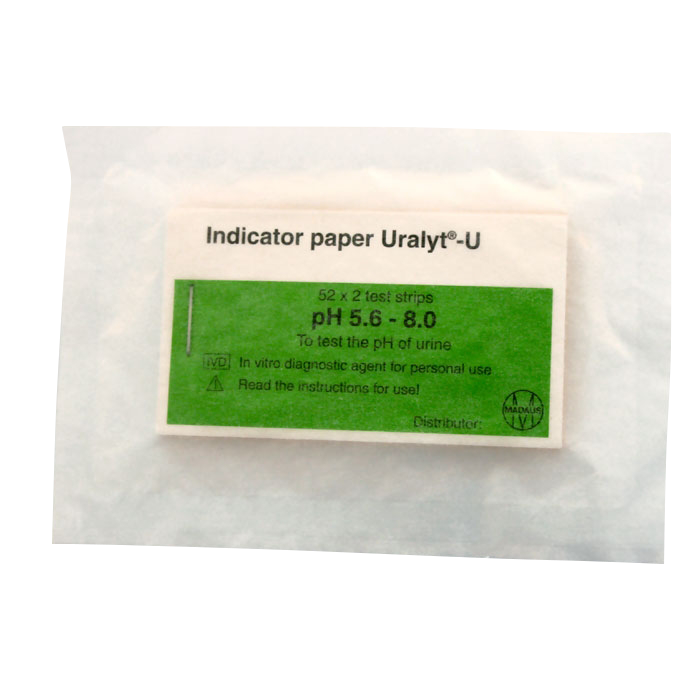 Indicator paper Uralyt®-U
52 x 2 test strips
pH 5.6 - 8.0
To test the pH of urine
IVD In vitro diagnostic agent for personal use
Read the instructions for use!
Distributor:
MADAUS